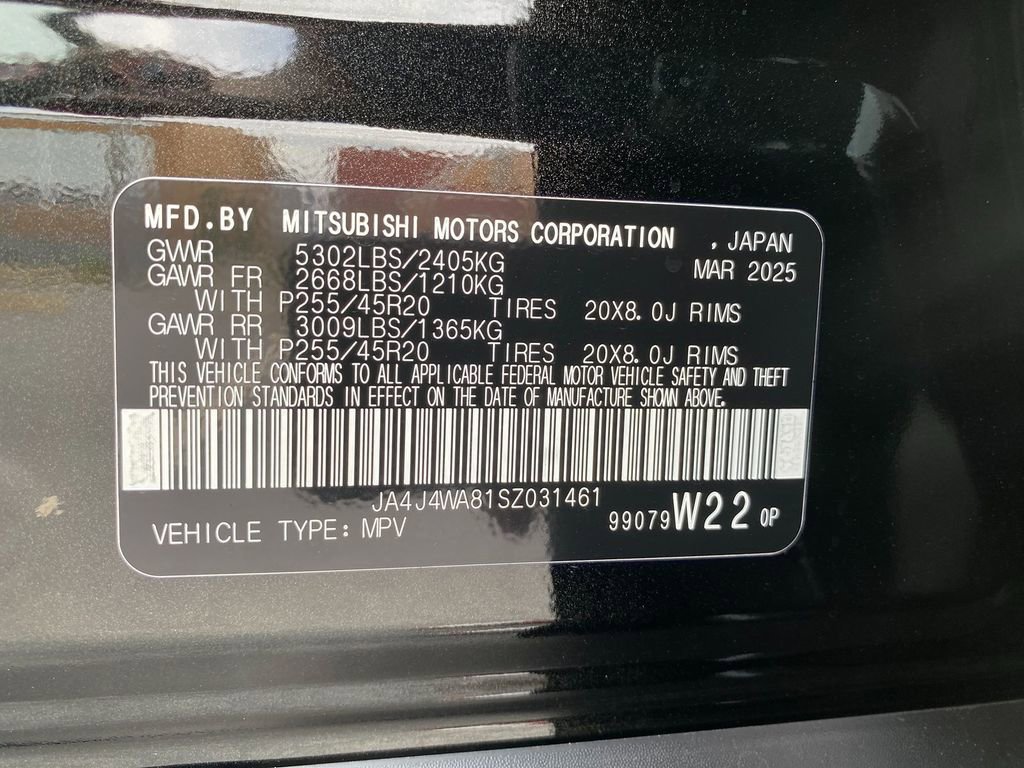 MFD.BY MITSUBISHI MOTORS CORPORATION , JAPAN
GVWR 5302LBS/2405KG MAR 2025
GAWR FR 2668LBS/1210KG
WITH P255/45R20 TIRES 20X8.0J RIMS
GAWR RR 3009LBS/1365KG
WITH P255/45R20 TIRES 20X8.0J RIMS
THIS VEHICLE CONFORMS TO ALL APPLICABLE FEDERAL MOTOR VEHICLE SAFETY AND THEFT
PREVENTION STANDARDS IN EFFECT ON THE DATE OF MANUFACTURE SHOWN ABOVE.
JA4J4WA81SZ031461
VEHICLE TYPE: MPV 99079W22 0P